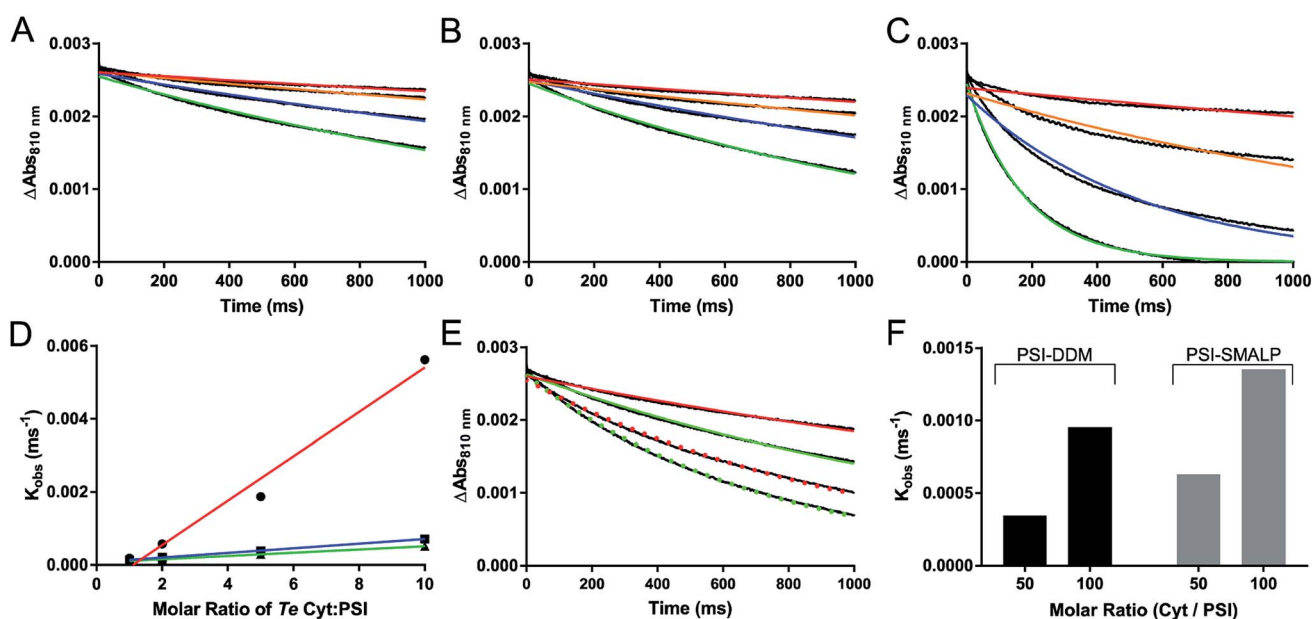 A
0.003
0.002
0.001
0.000
ΔAbs810 nm
0 200 400 600 800 1000
Time (ms)
B
0.003
0.002
0.001
0.000
ΔAbs810 nm
0 200 400 600 800 1000
Time (ms)
C
0.003
0.002
0.001
0.000
ΔAbs810 nm
0 200 400 600 800 1000
Time (ms)
D
0.006
0.004
0.002
0.000
Kobs (ms-1)
0 2 4 6 8 10
Molar Ratio of Te Cyt:PSI
E
0.003
0.002
0.001
0.000
ΔAbs810 nm
0 200 400 600 800 1000
Time (ms)
F
0.0015
0.0010
0.0005
0.0000
Kobs (ms-1)
PSI-DDM
PSI-SMALP
50 100 50 100
Molar Ratio (Cyt / PSI)